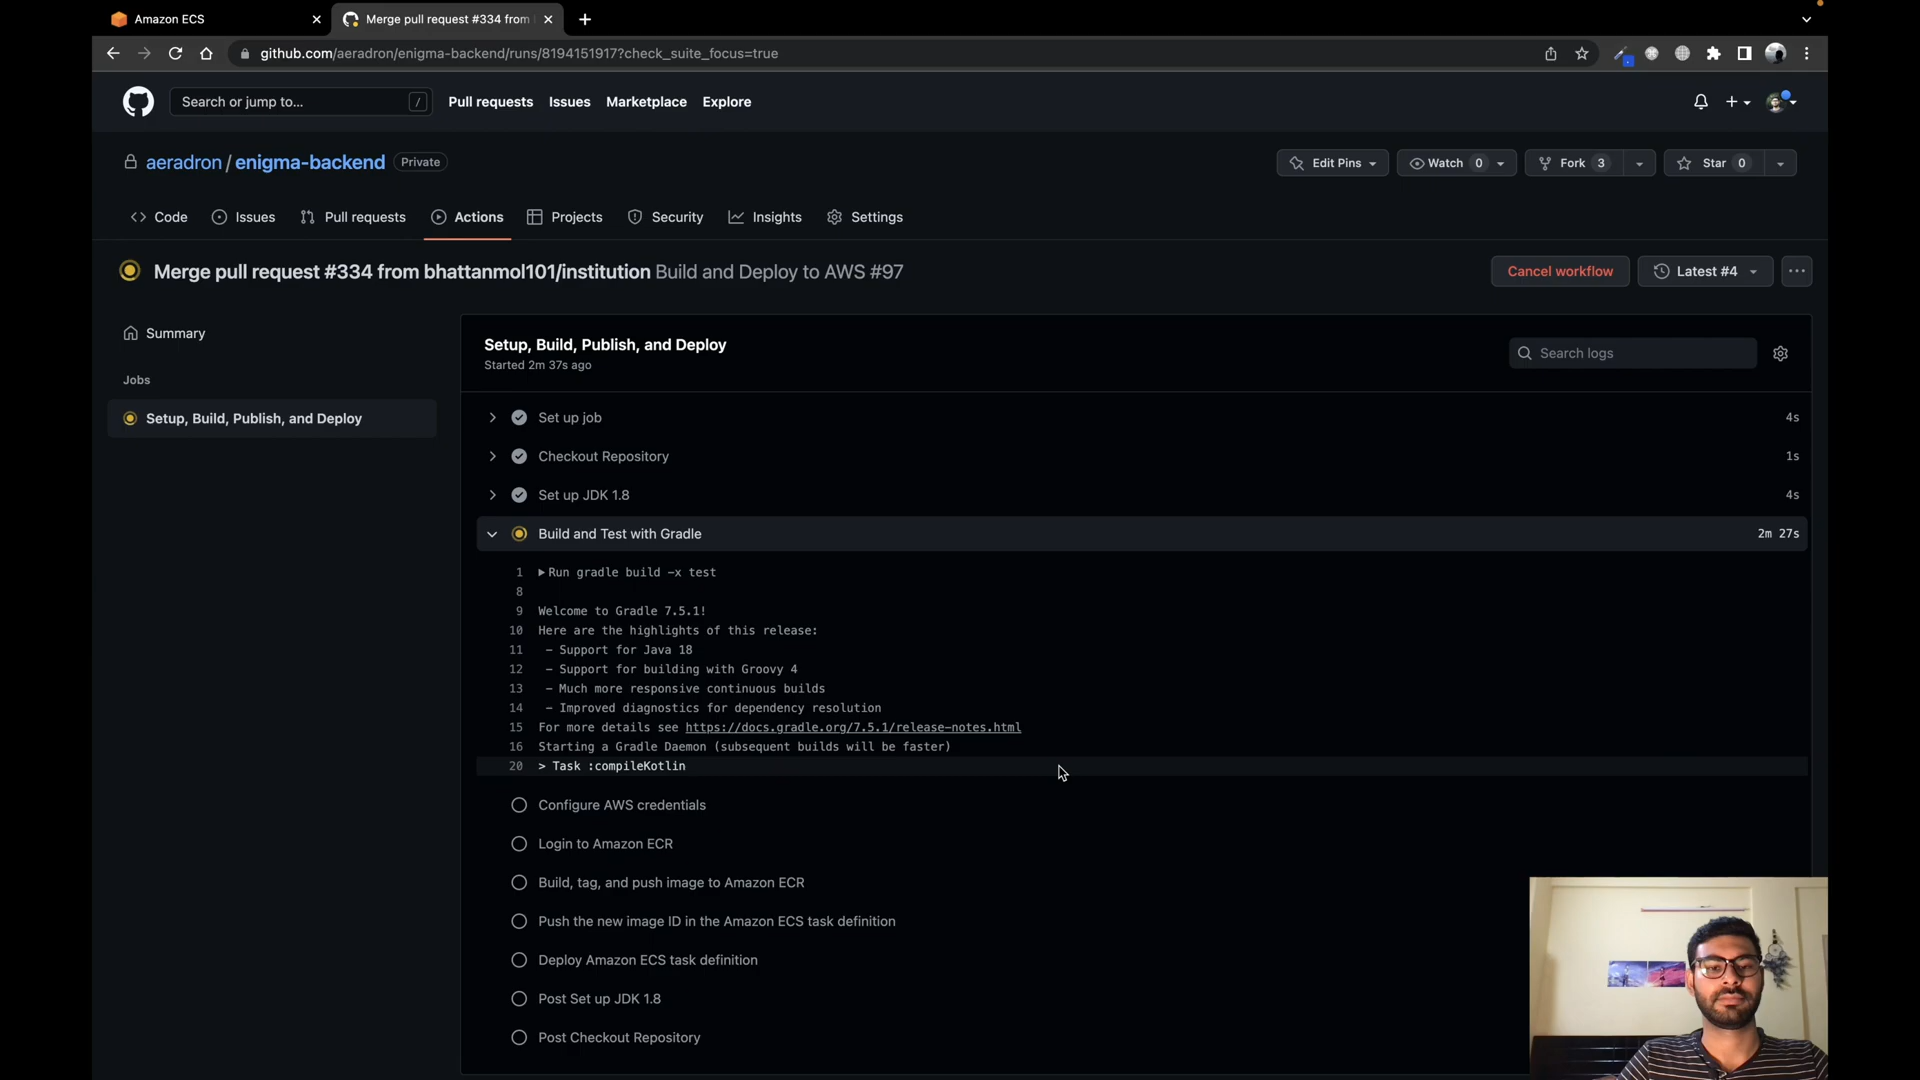 Amazon ECS
Merge pull request #334 from
github.com/aeradron/enigma-backend/runs/8194151917?check_suite_focus=true
Search or jump to... /
Pull requests Issues Marketplace Explore
aeradron / enigma-backend Private
Edit Pins Watch 0 Fork 3 Star 0
Code Issues Pull requests Actions Projects Security Insights Settings
Merge pull request #334 from bhattanmol101/institution Build and Deploy to AWS #97
Cancel workflow Latest #4
Summary
Jobs
Setup, Build, Publish, and Deploy
Setup, Build, Publish, and Deploy
Started 2m 37s ago
Search logs
Set up job 4s
Checkout Repository 1s
Set up JDK 1.8 4s
Build and Test with Gradle 2m 27s
1 Run gradle build -x test
8
9 Welcome to Gradle 7.5.1!
10 Here are the highlights of this release:
11 - Support for Java 18
12 - Support for building with Groovy 4
13 - Much more responsive continuous builds
14 - Improved diagnostics for dependency resolution
15 For more details see https://docs.gradle.org/7.5.1/release-notes.html
16 Starting a Gradle Daemon (subsequent builds will be faster)
20 > Task :compileKotlin
Configure AWS credentials
Login to Amazon ECR
Build, tag, and push image to Amazon ECR
Push the new image ID in the Amazon ECS task definition
Deploy Amazon ECS task definition
Post Set up JDK 1.8
Post Checkout Repository